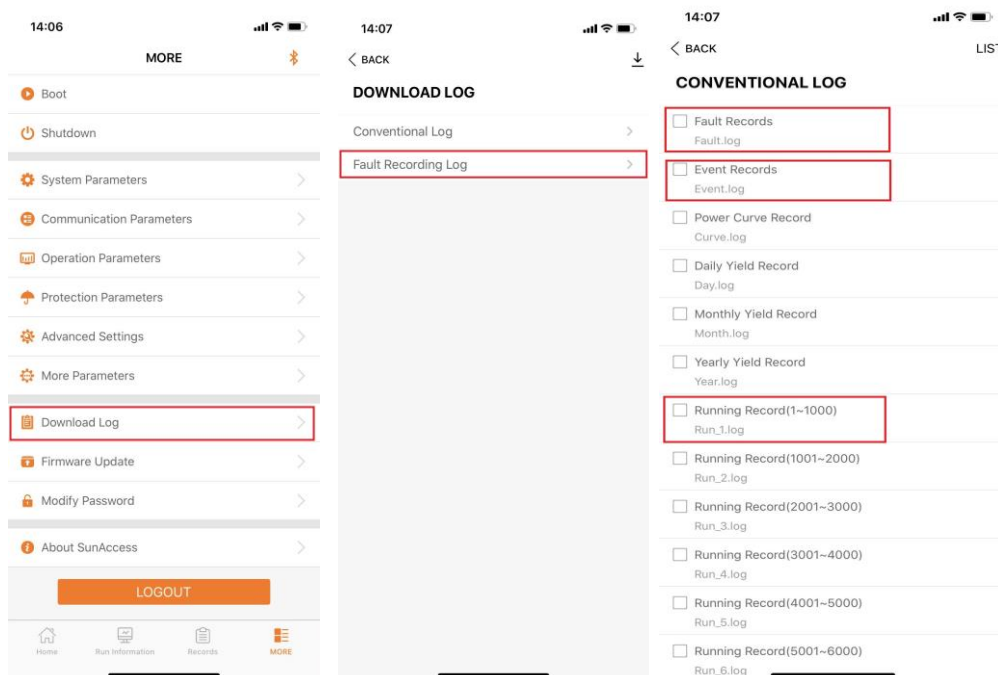 14:06
MORE
Boot
Shutdown
System Parameters
Communication Parameters
Operation Parameters
Protection Parameters
Advanced Settings
More Parameters
Download Log
Firmware Update
Modify Password
About SunAccess
LOGOUT
Home
Run Information
Records
MORE
14:07
BACK
DOWNLOAD LOG
Conventional Log
Fault Recording Log
14:07
BACK
LIST
CONVENTIONAL LOG
Fault Records
Fault.log
Event Records
Event.log
Power Curve Record
Curve.log
Daily Yield Record
Day.log
Monthly Yield Record
Month.log
Yearly Yield Record
Year.log
Running Record(1~1000)
Run_1.log
Running Record(1001~2000)
Run_2.log
Running Record(2001~3000)
Run_3.log
Running Record(3001~4000)
Run_4.log
Running Record(4001~5000)
Run_5.log
Running Record(5001~6000)
Run_6.log